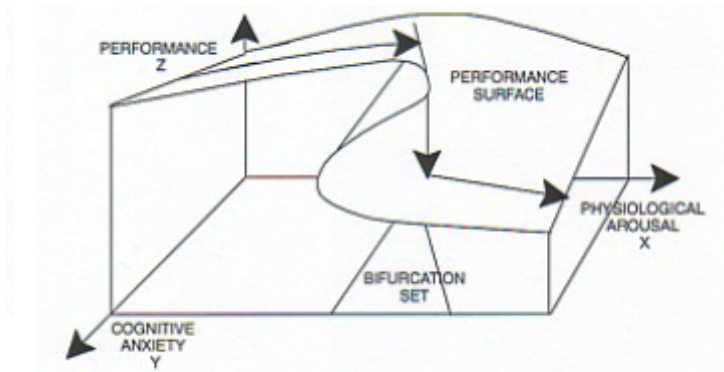 PERFORMANCE
Z
PERFORMANCE
SURFACE
PHYSIOLOGICAL
AROUSAL
X
BIFURCATION
SET
COGNITIVE
ANXIETY
Y